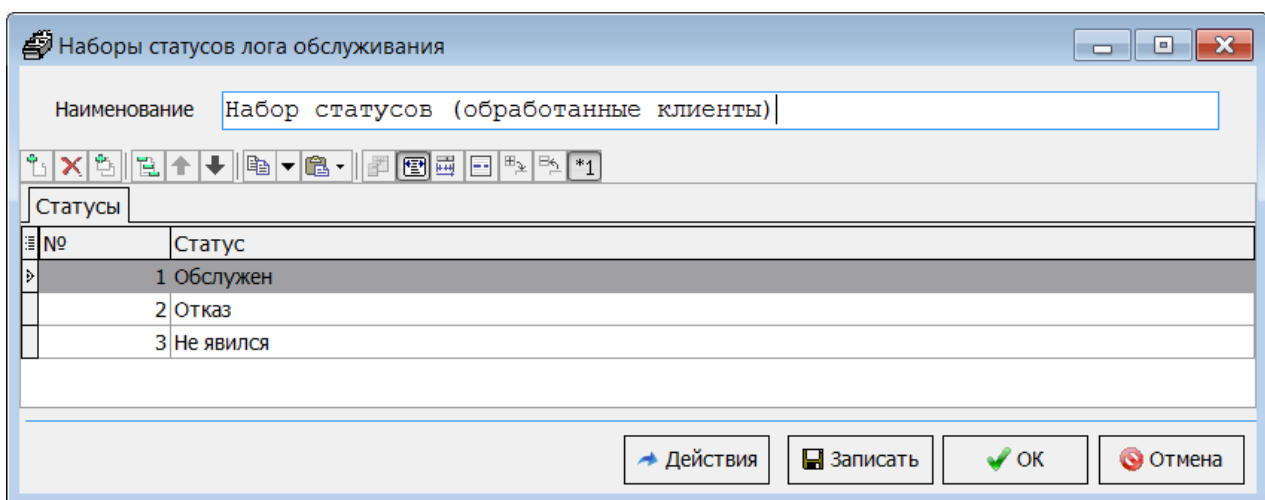 Наборы статусов лога обслуживания
Наименование Набор статусов (обработанные клиенты)
*1
Статусы
№ Статус
1 Обслужен
2 Отказ
3 Не явился
Действия Записать ОК Отмена